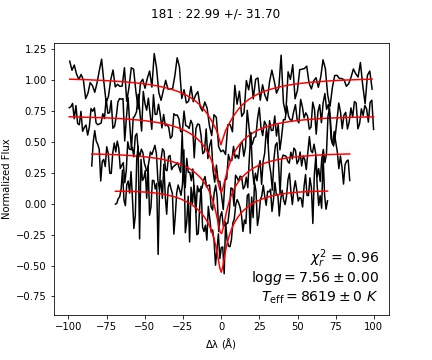 181 : 22.99 +/- 31.70
1.25
1.00
0.75
0.50
0.25
0.00
−0.25
−0.50
−0.75
Normalized Flux
χ²ᵣ = 0.96
log g = 7.56 ± 0.00
T_eff = 8619 ± 0 K
−100 −75 −50 −25 0 25 50 75 100
Δλ (Å)